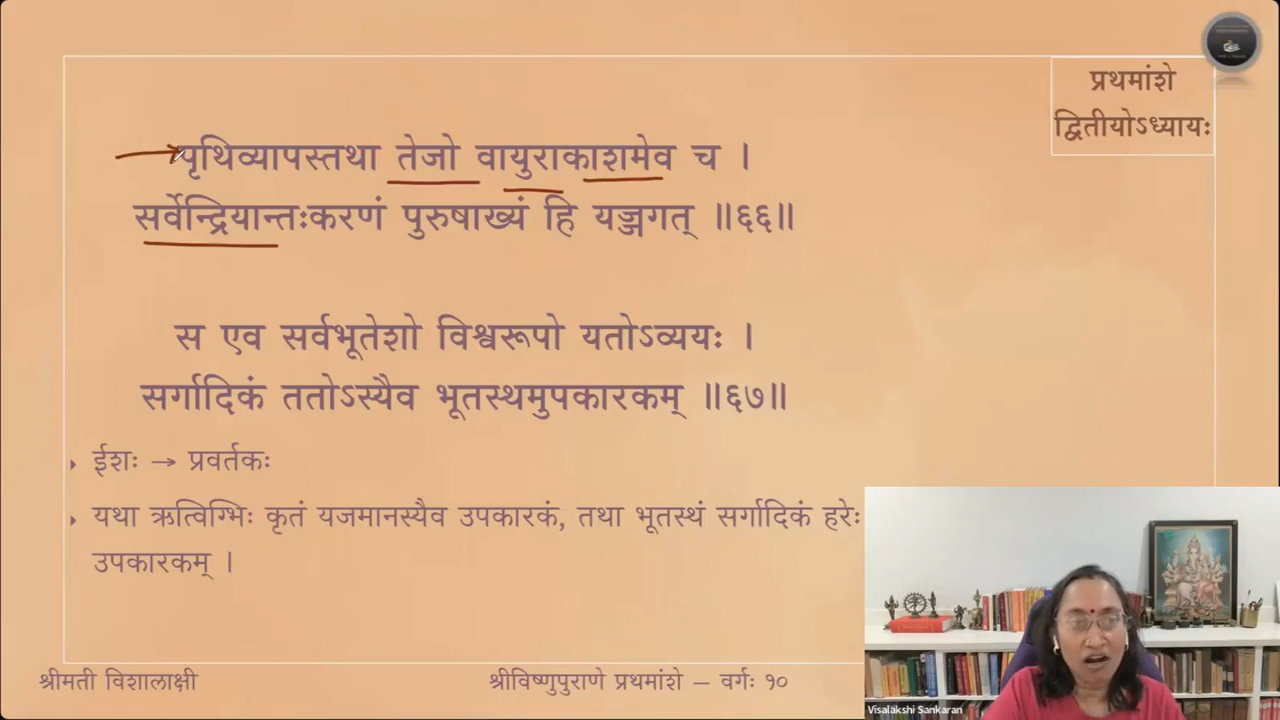 प्रथमांशे
द्वितीयोऽध्यायः
पृथिव्यापस्तथा तेजो वायुराकाशमेव च ।
सर्वेन्द्रियान्तःकरणं पुरुषाख्यं हि यज्जगत् ॥६६॥
स एव सर्वभूतेशो विश्वरूपो यतोऽव्ययः ।
सर्गादिकं ततोऽस्यैव भूतस्थमुपकारकम् ॥६७॥
ईशः → प्रवर्तकः
यथा ऋत्विग्भिः कृतं यजमानस्यैव उपकारकं, तथा भूतस्थं सर्गादिकं हरेः
उपकारकम् ।
श्रीमती विशालाक्षी
श्रीविष्णुपुराणे प्रथमांशे – वर्गः १०
Visalakshi Sankaran